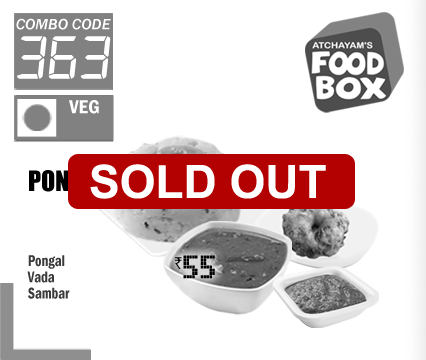 COMBO CODE
363
VEG
ATCHAYAM'S
FOOD
BOX
PON
SOLD OUT
₹55
Pongal
Vada
Sambar